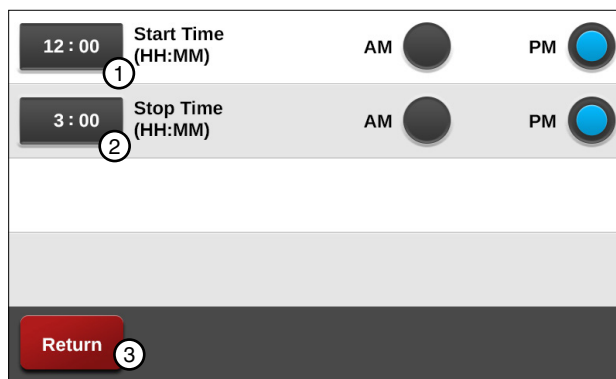 12 : 00 Start Time AM PM
(HH:MM)
1
3 : 00 Stop Time AM PM
(HH:MM)
2
Return 3